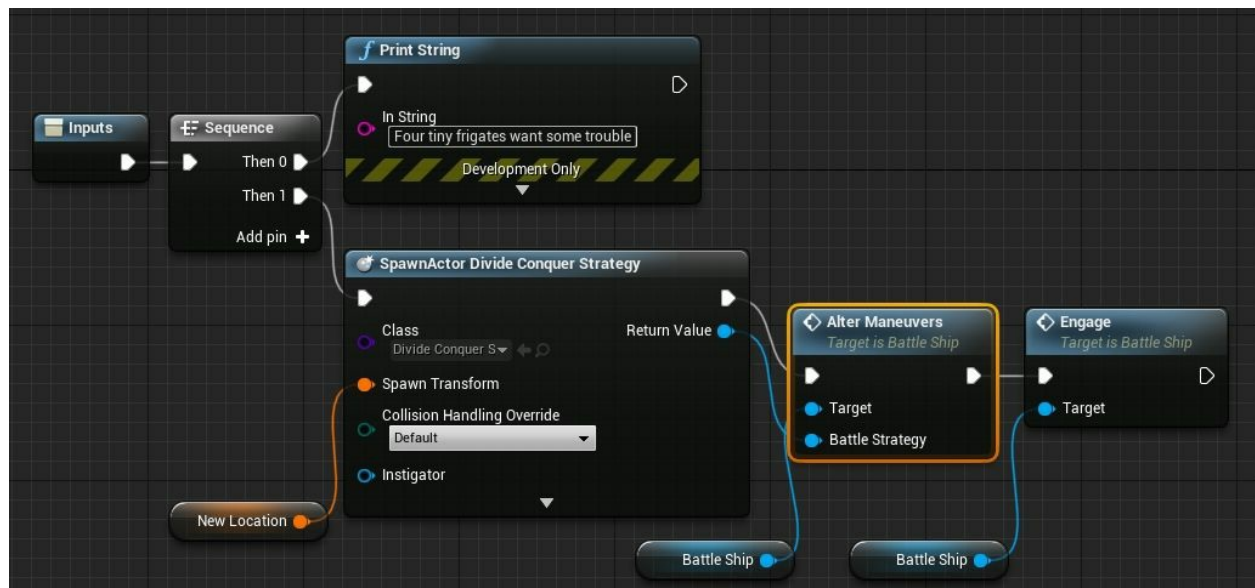 Print String
In String
Four tiny frigates want some trouble
Development Only
Inputs
Sequence
Then 0
Then 1
Add pin
SpawnActor Divide Conquer Strategy
Class
Divide Conquer S
Return Value
Spawn Transform
Collision Handling Override
Default
Instigator
New Location
Alter Maneuvers
Target is Battle Ship
Target
Battle Strategy
Engage
Target is Battle Ship
Target
Battle Ship
Battle Ship